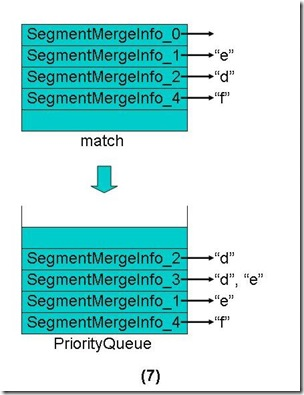 SegmentMergeInfo_0
SegmentMergeInfo_1 “e”
SegmentMergeInfo_2 “d”
SegmentMergeInfo_4 “f”
match
SegmentMergeInfo_2 “d”
SegmentMergeInfo_3 “d”, “e”
SegmentMergeInfo_1 “e”
SegmentMergeInfo_4 “f”
PriorityQueue
(7)